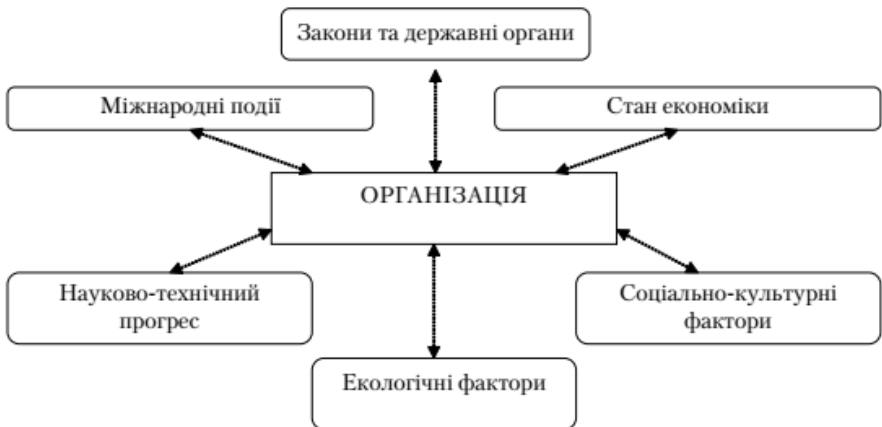 Закони та державні органи
Міжнародні події
Стан економіки
ОРГАНІЗАЦІЯ
Науково-технічний
прогрес
Соціально-культурні
фактори
Екологічні фактори